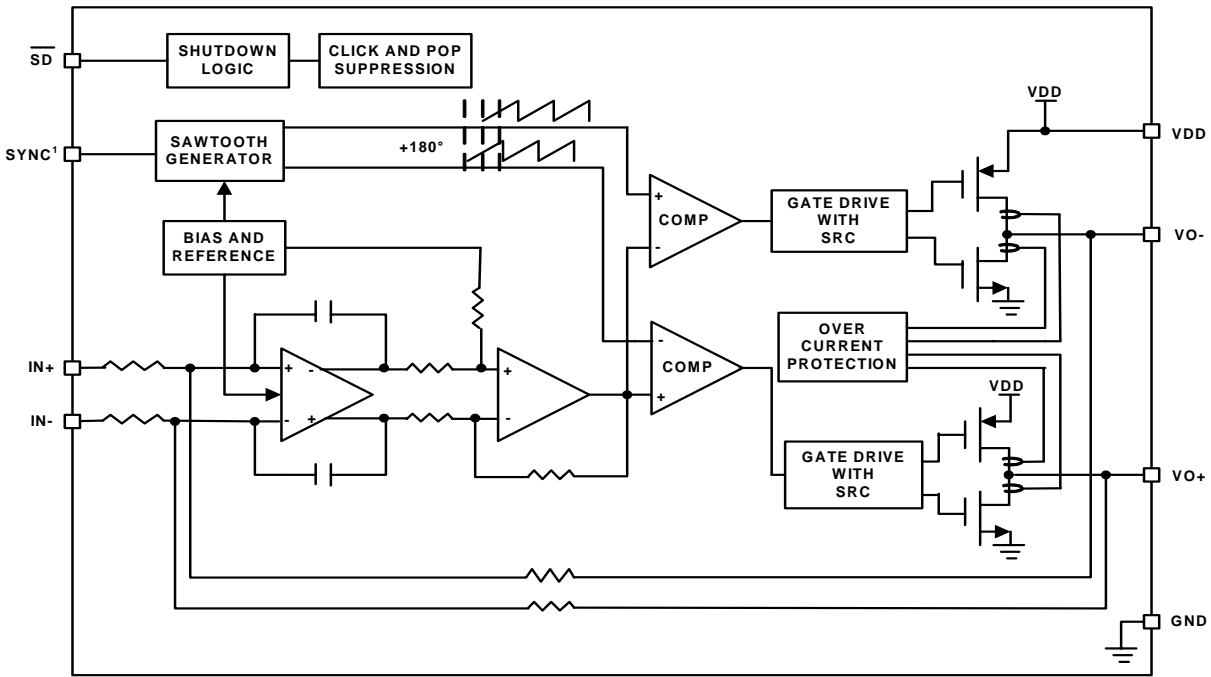 SD
SHUTDOWN
LOGIC
CLICK AND POP
SUPPRESSION
VDD
VDD
SYNC¹
SAWTOOTH
GENERATOR
+180°
+
COMP
-
GATE DRIVE
WITH
SRC
VO-
BIAS AND
REFERENCE
OVER
CURRENT
PROTECTION
-
COMP
+
IN+
+
-
+
VDD
IN-
-
+
-
GATE DRIVE
WITH
SRC
VO+
GND